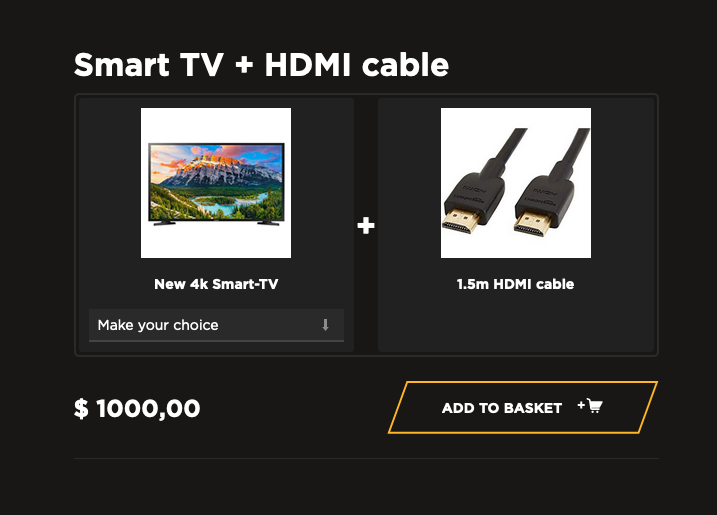 Smart TV + HDMI cable
+
New 4k Smart-TV
1.5m HDMI cable
Make your choice
$ 1000,00
ADD TO BASKET +